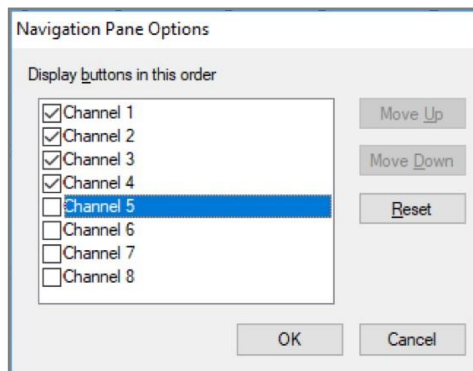 Navigation Pane Options
Display buttons in this order
Channel 1
Channel 2
Channel 3
Channel 4
Channel 5
Channel 6
Channel 7
Channel 8
Move Up
Move Down
Reset
OK
Cancel